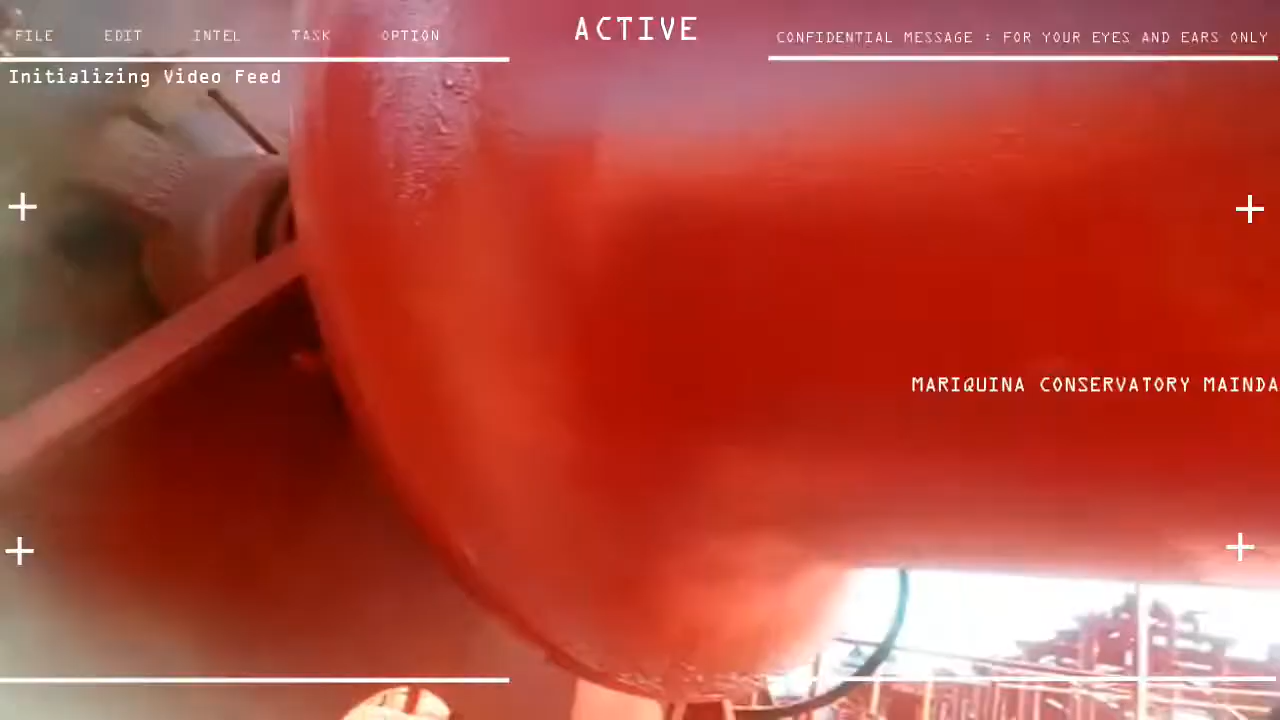 FILE EDIT INTEL TASK OPTION
ACTIVE
CONFIDENTIAL MESSAGE : FOR YOUR EYES AND EARS ONLY
Initializing Video Feed
MARIQUINA CONSERVATORY MAINDA